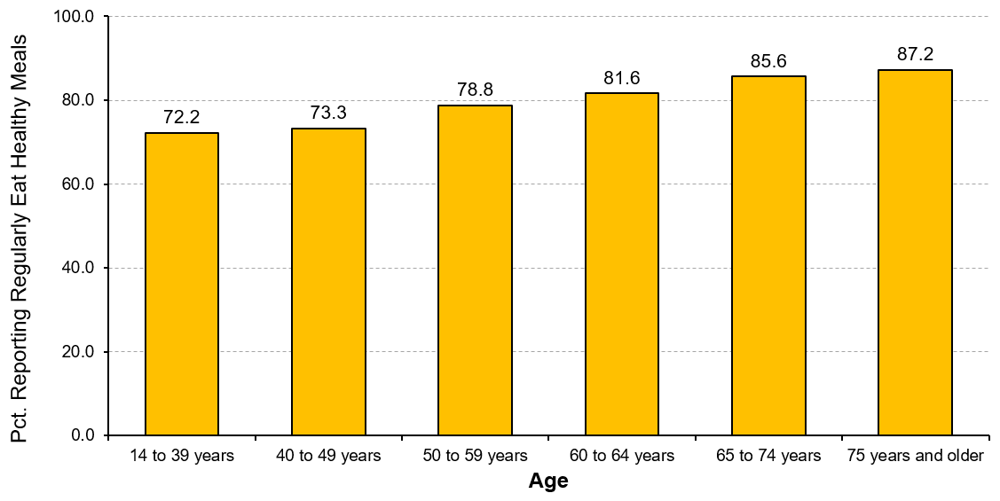 Pct. Reporting Regularly Eat Healthy Meals
100.0
80.0
60.0
40.0
20.0
0.0
72.2
73.3
78.8
81.6
85.6
87.2
14 to 39 years
40 to 49 years
50 to 59 years
60 to 64 years
65 to 74 years
75 years and older
Age